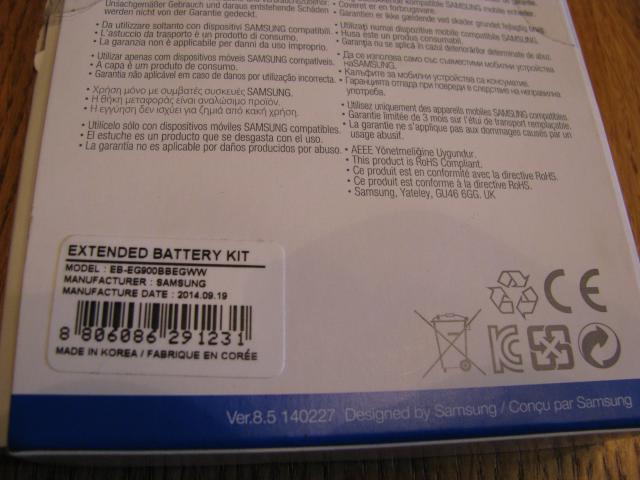 Unsachgemäßer Gebrauch und daraus entstehende Schäden
werden nicht von der Garantie gedeckt.
• Da utilizzare soltanto con dispositivi SAMSUNG compatibili.
• L'astuccio da trasporto è un prodotto di consumo.
• La garanzia non è applicabile per danni da uso improprio.
• Utilizar apenas com dispositivos móveis SAMSUNG compatíveis.
• A capa é um produto de consumo.
• Garantia não aplicável em caso de danos por utilização incorrecta.
• Χρήση μόνο με συμβατές συσκευές SAMSUNG.
• Η θήκη μεταφοράς είναι αναλώσιμο προϊόν.
• Η εγγύηση δεν ισχύει για ζημιά από κακή χρήση.
• Utilícelo sólo con dispositivos móviles SAMSUNG compatibles.
• El estuche es un producto que se desgasta con el uso.
• La garantía no es aplicable por daños producidos por abuso.
• Coveret er en forbrugsvare.
• Garantien er ikke gældende ved skader grundet fejlagtig
• Utilizați numai dispozitive mobile compatibile SAMSUNG.
• Husa este un produs consumabil.
• Garanția nu se aplică în cazul deteriorărilor determinate de abuz.
• Да се използва само със съвместими мобилни устройства
на SAMSUNG.
• Калъфите за мобилни устройства са консумативи.
• Гаранцията отпада при повреди в следствие на неправилна
употреба.
• Utilisez uniquement des appareils mobiles SAMSUNG compatibles.
• Garantie limitée de 3 mois sur l'étui de transport remplaçable.
• La garantie ne s'applique pas aux dommages causés par un
usage abusif.
• AEEE Yönetmeliğine Uygundur.
• This product is RoHS Compliant.
• Ce produit est en conformité avec la directive RoHS.
• Ce produit est conforme à la directive RoHS.
• Samsung, Yateley, GU46 6GG. UK
EXTENDED BATTERY KIT
MODEL : EB-EG900BBEGWW
MANUFACTURER : SAMSUNG
MANUFACTURE DATE : 2014.09.19
8 806086 291231
MADE IN KOREA / FABRIQUE EN CORÉE
CE
Ver.8.5 140227 Designed by Samsung / Conçu par Samsung